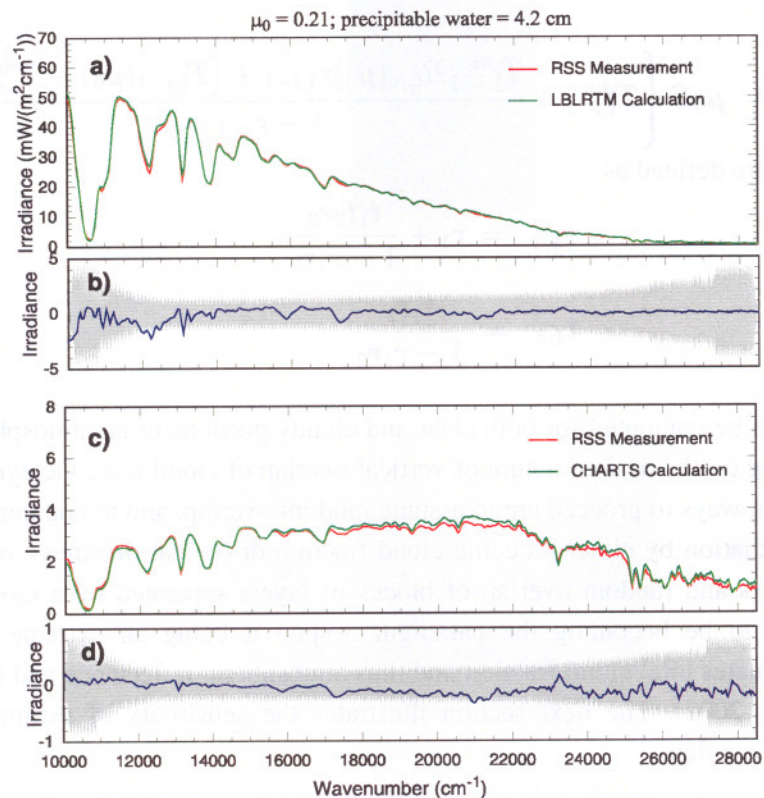 μ₀ = 0.21; precipitable water = 4.2 cm
70
60
50
40
30
20
10
0
Irradiance (mW/(m²cm⁻¹))
a)
RSS Measurement
LBLRTM Calculation
5
0
-5
Irradiance
b)
8
6
4
2
0
Irradiance
c)
RSS Measurement
CHARTS Calculation
1
0
-1
Irradiance
d)
10000 12000 14000 16000 18000 20000 22000 24000 26000 28000
Wavenumber (cm⁻¹)